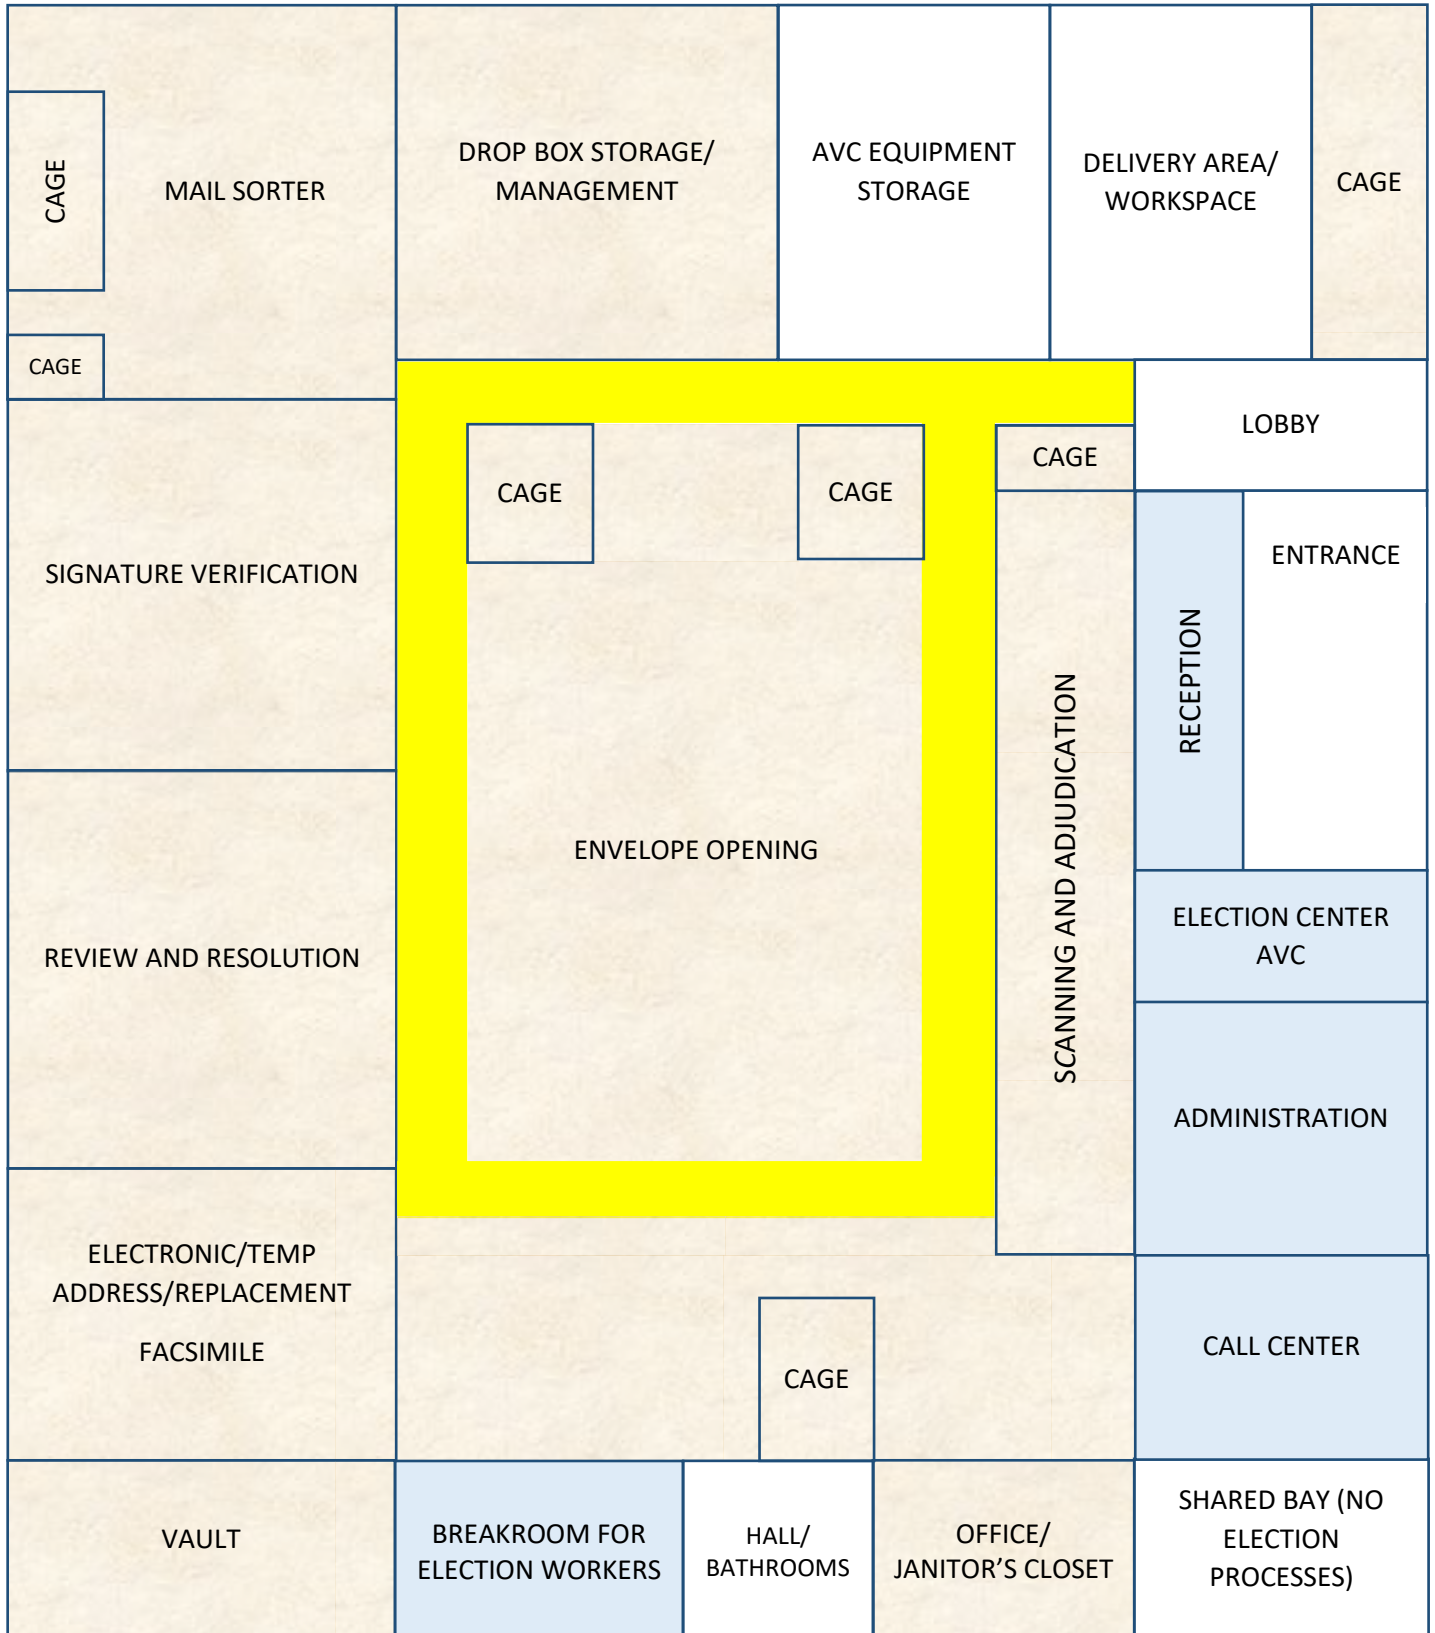 CAGE
MAIL SORTER
DROP BOX STORAGE/
MANAGEMENT
AVC EQUIPMENT
STORAGE
DELIVERY AREA/
WORKSPACE
CAGE
CAGE
LOBBY
CAGE
CAGE
CAGE
SIGNATURE VERIFICATION
ENTRANCE
RECEPTION
SCANNING AND ADJUDICATION
ENVELOPE OPENING
ELECTION CENTER
AVC
REVIEW AND RESOLUTION
ADMINISTRATION
ELECTRONIC/TEMP
ADDRESS/REPLACEMENT
FACSIMILE
CAGE
CALL CENTER
VAULT
BREAKROOM FOR
ELECTION WORKERS
HALL/
BATHROOMS
OFFICE/
JANITOR’S CLOSET
SHARED BAY (NO
ELECTION
PROCESSES)